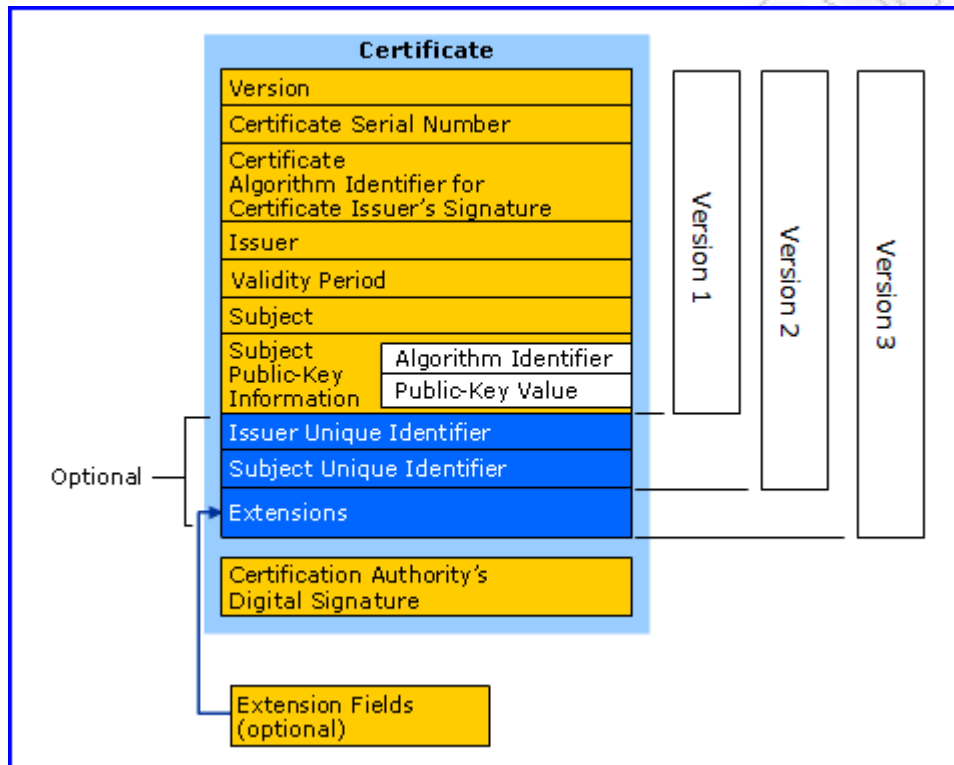 Certificate
Version
Certificate Serial Number
Certificate
Algorithm Identifier for
Certificate Issuer's Signature
Issuer
Validity Period
Subject
Subject
Public-Key
Information
Algorithm Identifier
Public-Key Value
Issuer Unique Identifier
Subject Unique Identifier
Extensions
Certification Authority's
Digital Signature
Optional
Extension Fields
(optional)
Version 1
Version 2
Version 3